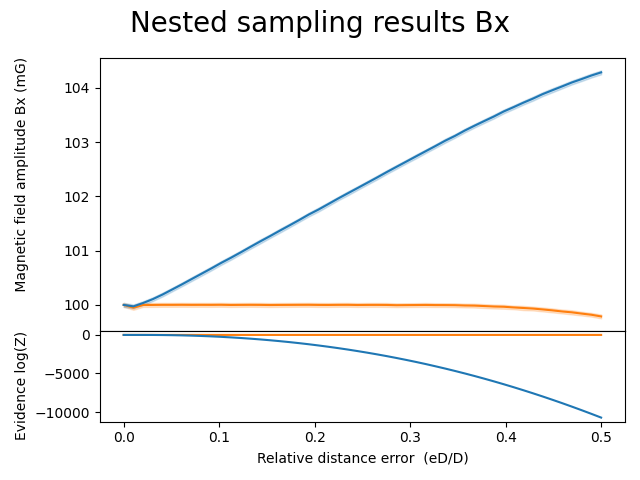 Nested sampling results Bx
Magnetic field amplitude Bx (mG)
104
103
102
101
100
Evidence log(Z)
0
−5000
−10000
0.0 0.1 0.2 0.3 0.4 0.5
Relative distance error  (eD/D)